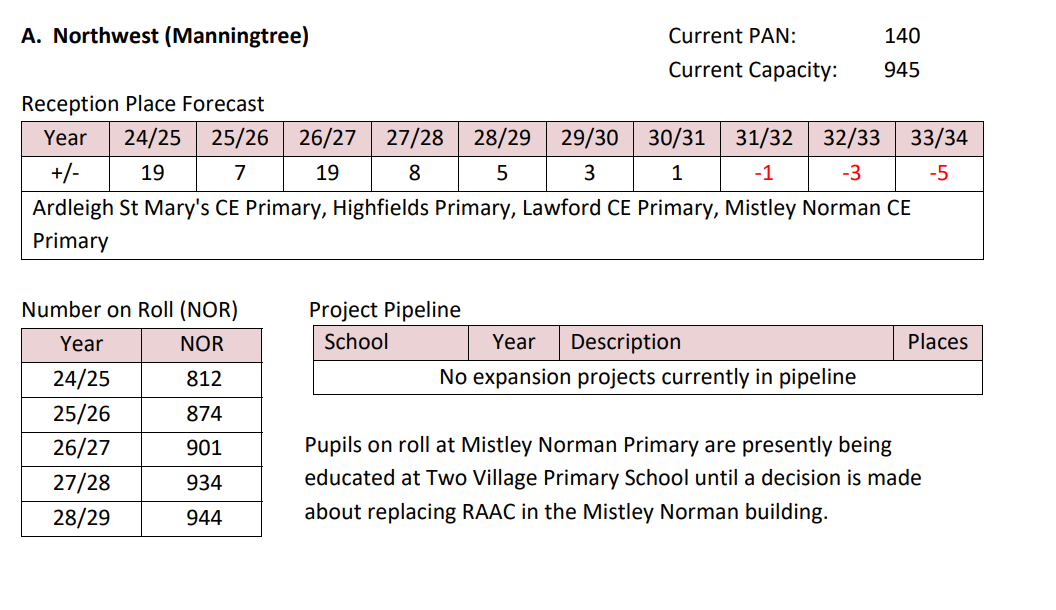 A. Northwest (Manningtree)
Current PAN: 140
Current Capacity: 945
Reception Place Forecast
Year 24/25 25/26 26/27 27/28 28/29 29/30 30/31 31/32 32/33 33/34
+/- 19 7 19 8 5 3 1 -1 -3 -5
Ardleigh St Mary's CE Primary, Highfields Primary, Lawford CE Primary, Mistley Norman CE
Primary
Number on Roll (NOR)
Year NOR
24/25 812
25/26 874
26/27 901
27/28 934
28/29 944
Project Pipeline
School Year Description Places
No expansion projects currently in pipeline
Pupils on roll at Mistley Norman Primary are presently being
educated at Two Village Primary School until a decision is made
about replacing RAAC in the Mistley Norman building.